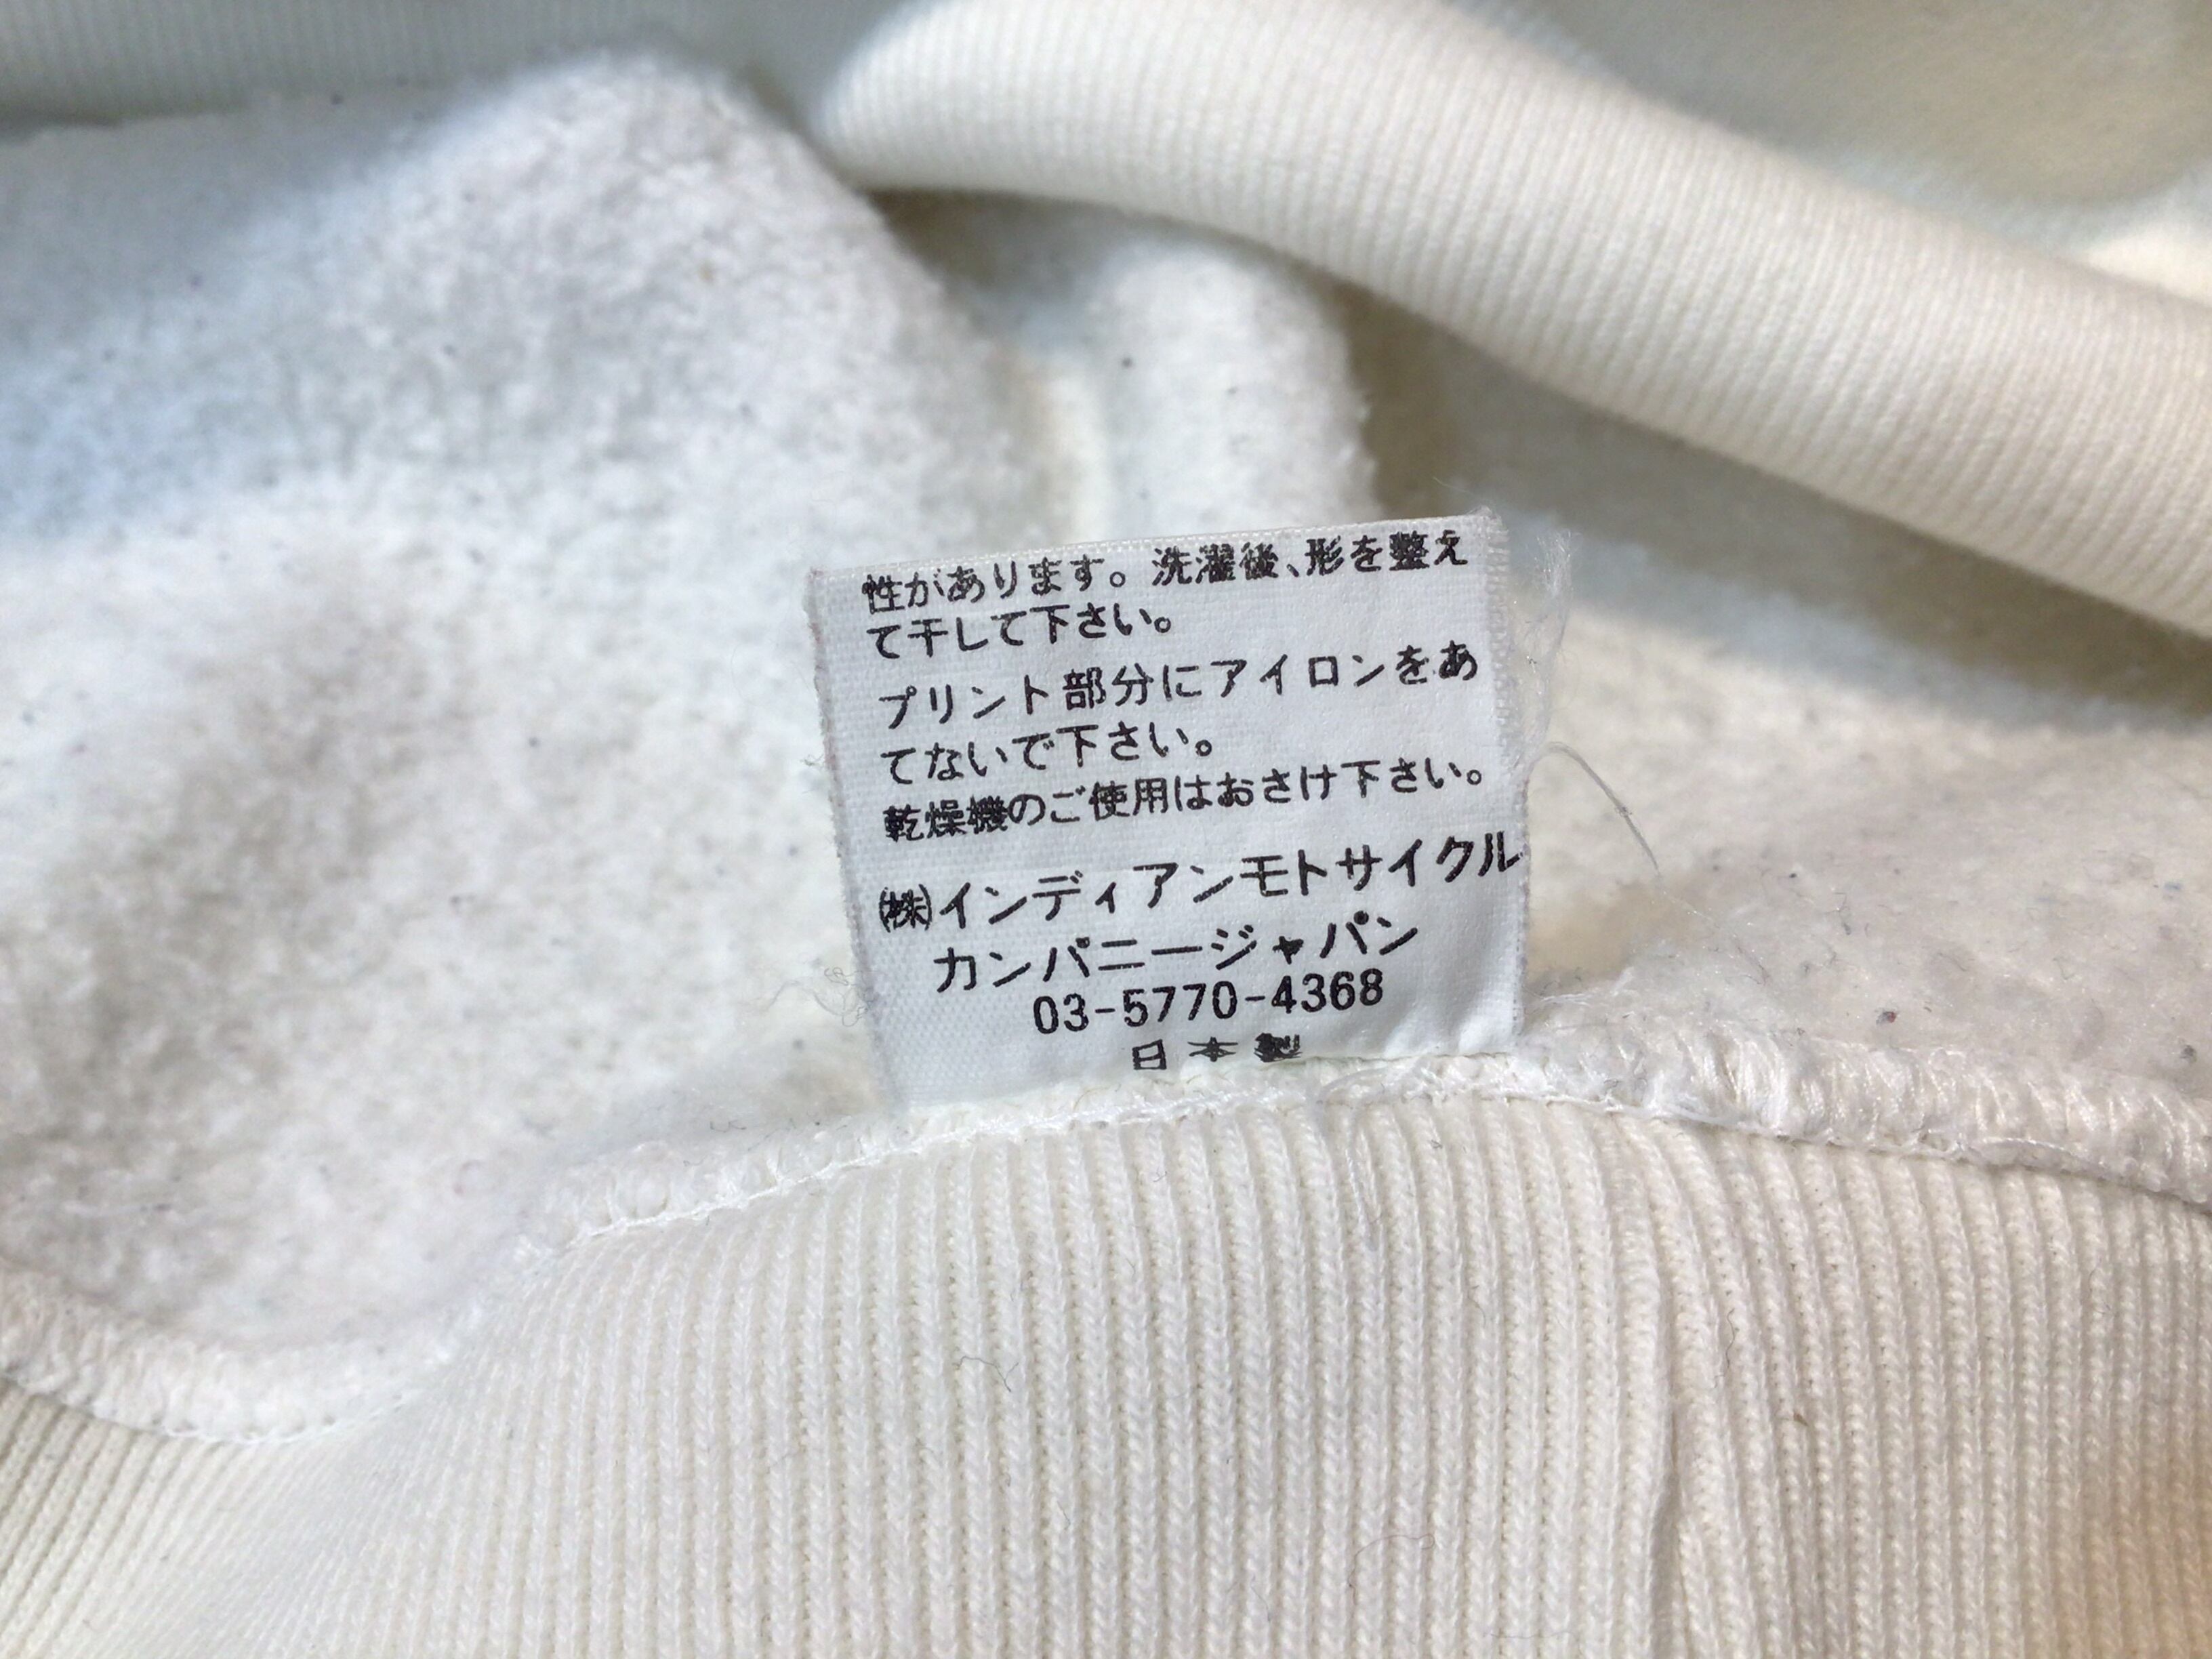 性があります。洗濯後、形を整え
て干して下さい。
プリント部分にアイロンをあ
てないで下さい。
乾燥機のご使用はおさけ下さい。
㈱インディアンモトサイクル
カンパニージャパン
03-5770-4368
日本製